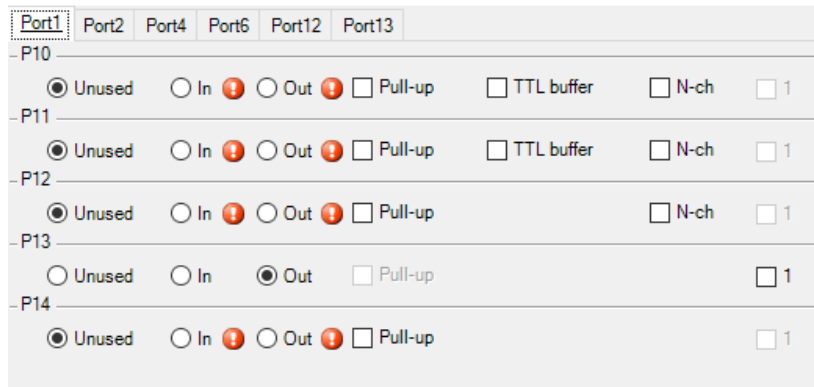 Port1 Port2 Port4 Port6 Port12 Port13
P10
Unused In Out Pull-up TTL buffer N-ch 1
P11
Unused In Out Pull-up TTL buffer N-ch 1
P12
Unused In Out Pull-up N-ch 1
P13
Unused In Out Pull-up 1
P14
Unused In Out Pull-up 1